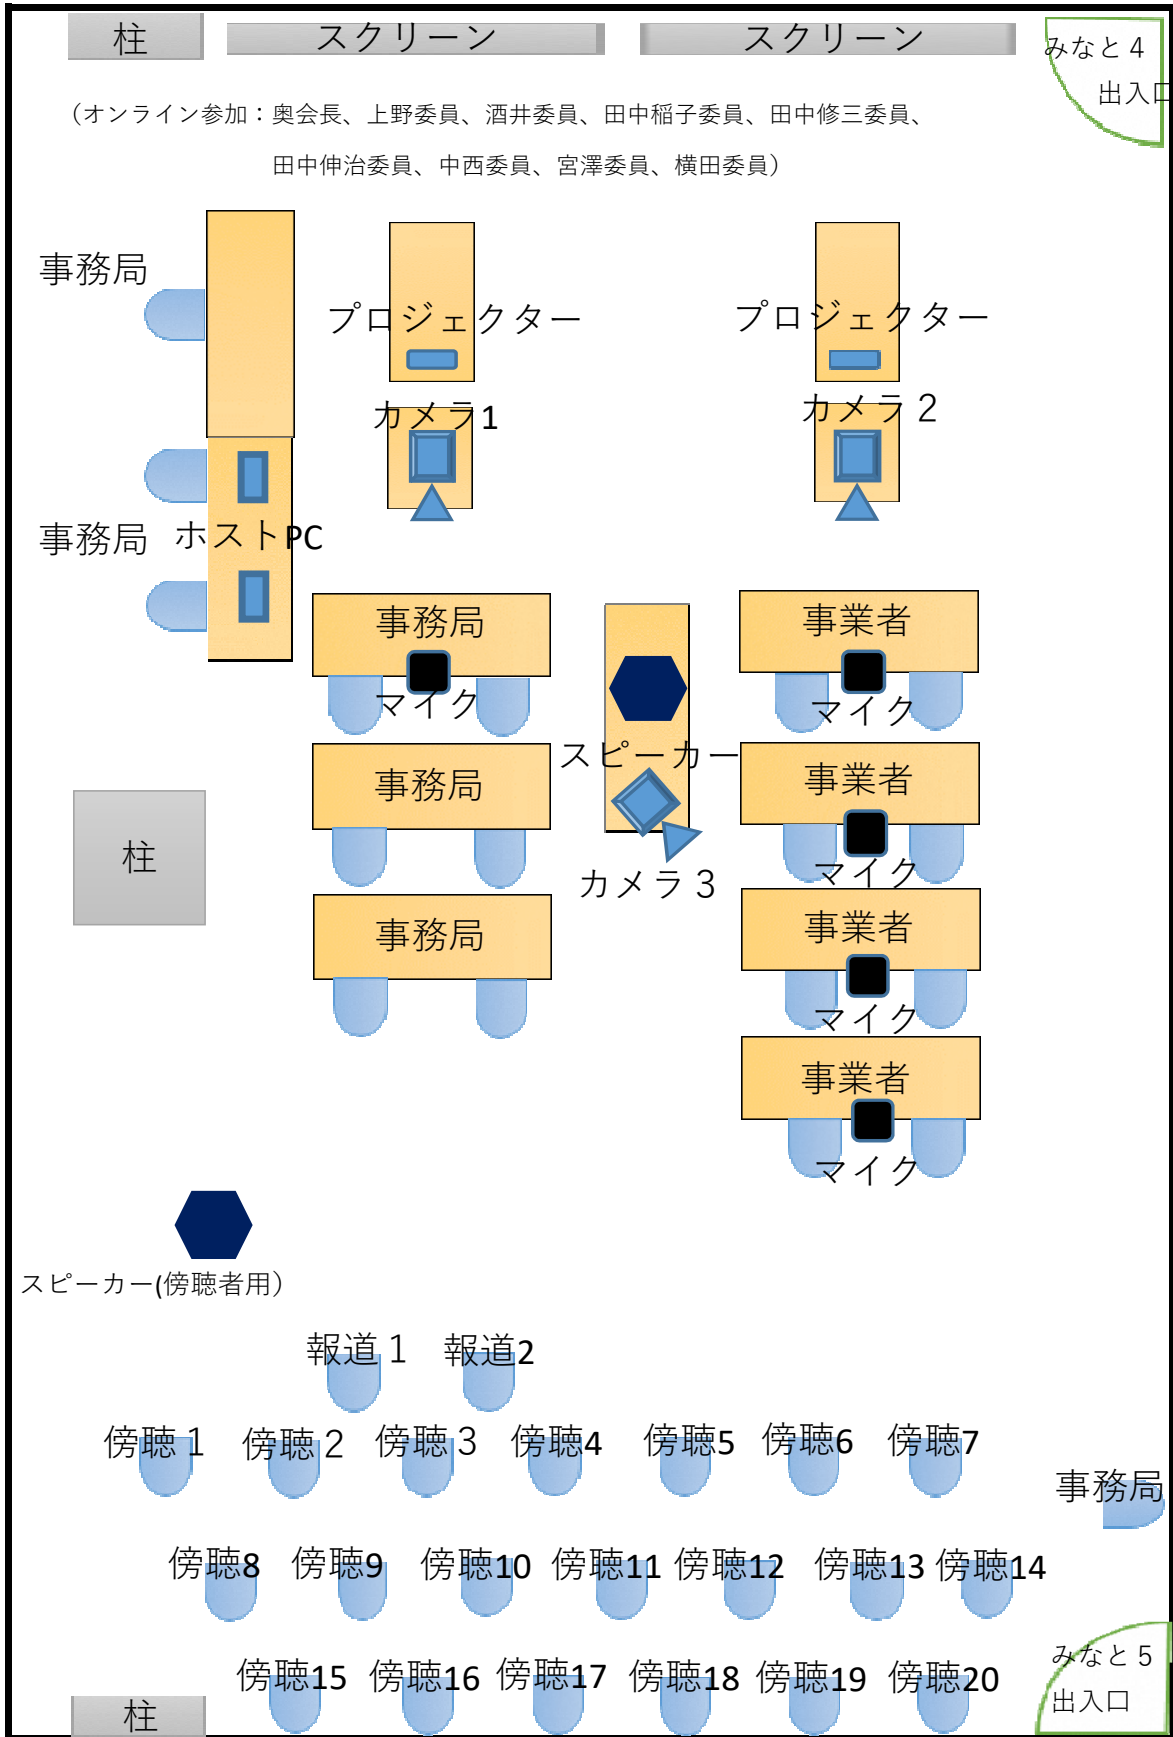 柱
スクリーン
スクリーン
みなと４
出入口
（オンライン参加：奥会長、上野委員、酒井委員、田中稲子委員、田中修三委員、
田中伸治委員、中西委員、宮澤委員、横田委員）
事務局
プロジェクター
プロジェクター
カメラ1
カメラ２
事務局
ホストPC
事務局
マイク
事業者
マイク
スピーカー
事務局
事業者
マイク
柱
カメラ３
事務局
事業者
マイク
事業者
マイク
スピーカー(傍聴者用）
報道１
報道2
傍聴１
傍聴２
傍聴３
傍聴4
傍聴5
傍聴6
傍聴7
事務局
傍聴8
傍聴9
傍聴10
傍聴11
傍聴12
傍聴13
傍聴14
傍聴15
傍聴16
傍聴17
傍聴18
傍聴19
傍聴20
みなと５
出入口
柱